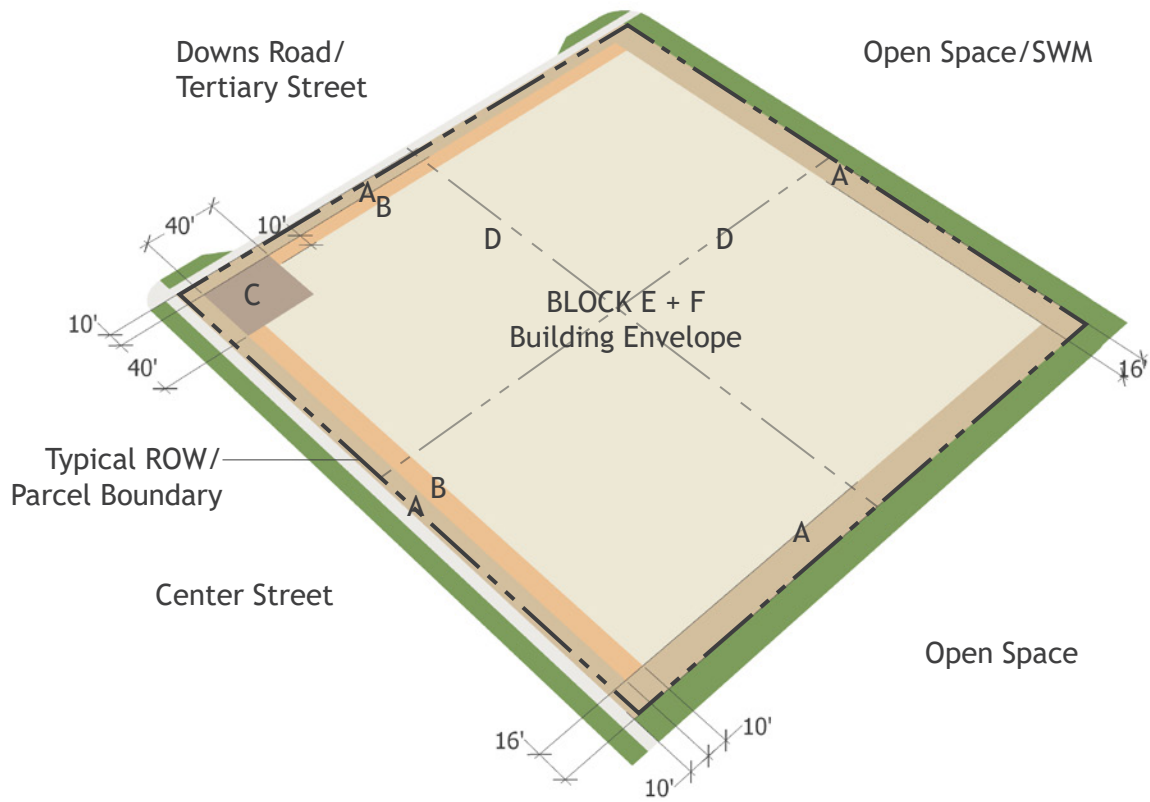 Downs Road/
Tertiary Street
Open Space/SWM
A
A
B
40'
10'
D
D
C
BLOCK E + F
Building Envelope
10'
40'
16'
Typical ROW/
Parcel Boundary
B
A
A
Center Street
Open Space
16'
10'
10'